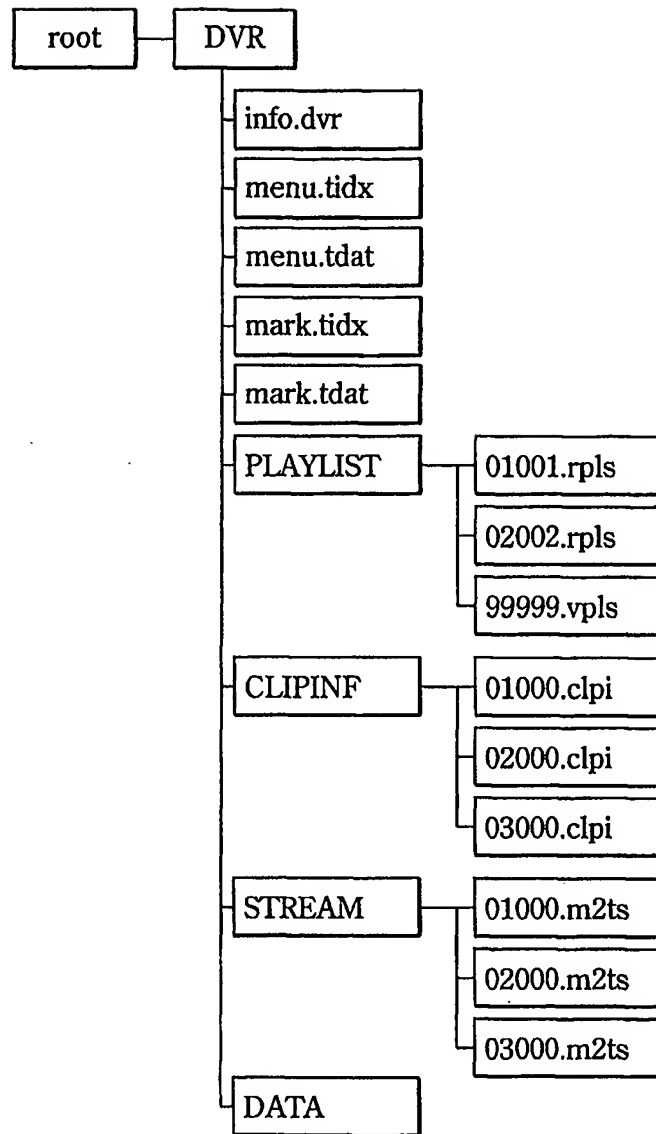 root
DVR
info.dvr
menu.tidx
menu.tdat
mark.tidx
mark.tdat
PLAYLIST
01001.rpls
02002.rpls
99999.vpls
CLIPINF
01000.clpi
02000.clpi
03000.clpi
STREAM
01000.m2ts
02000.m2ts
03000.m2ts
DATA